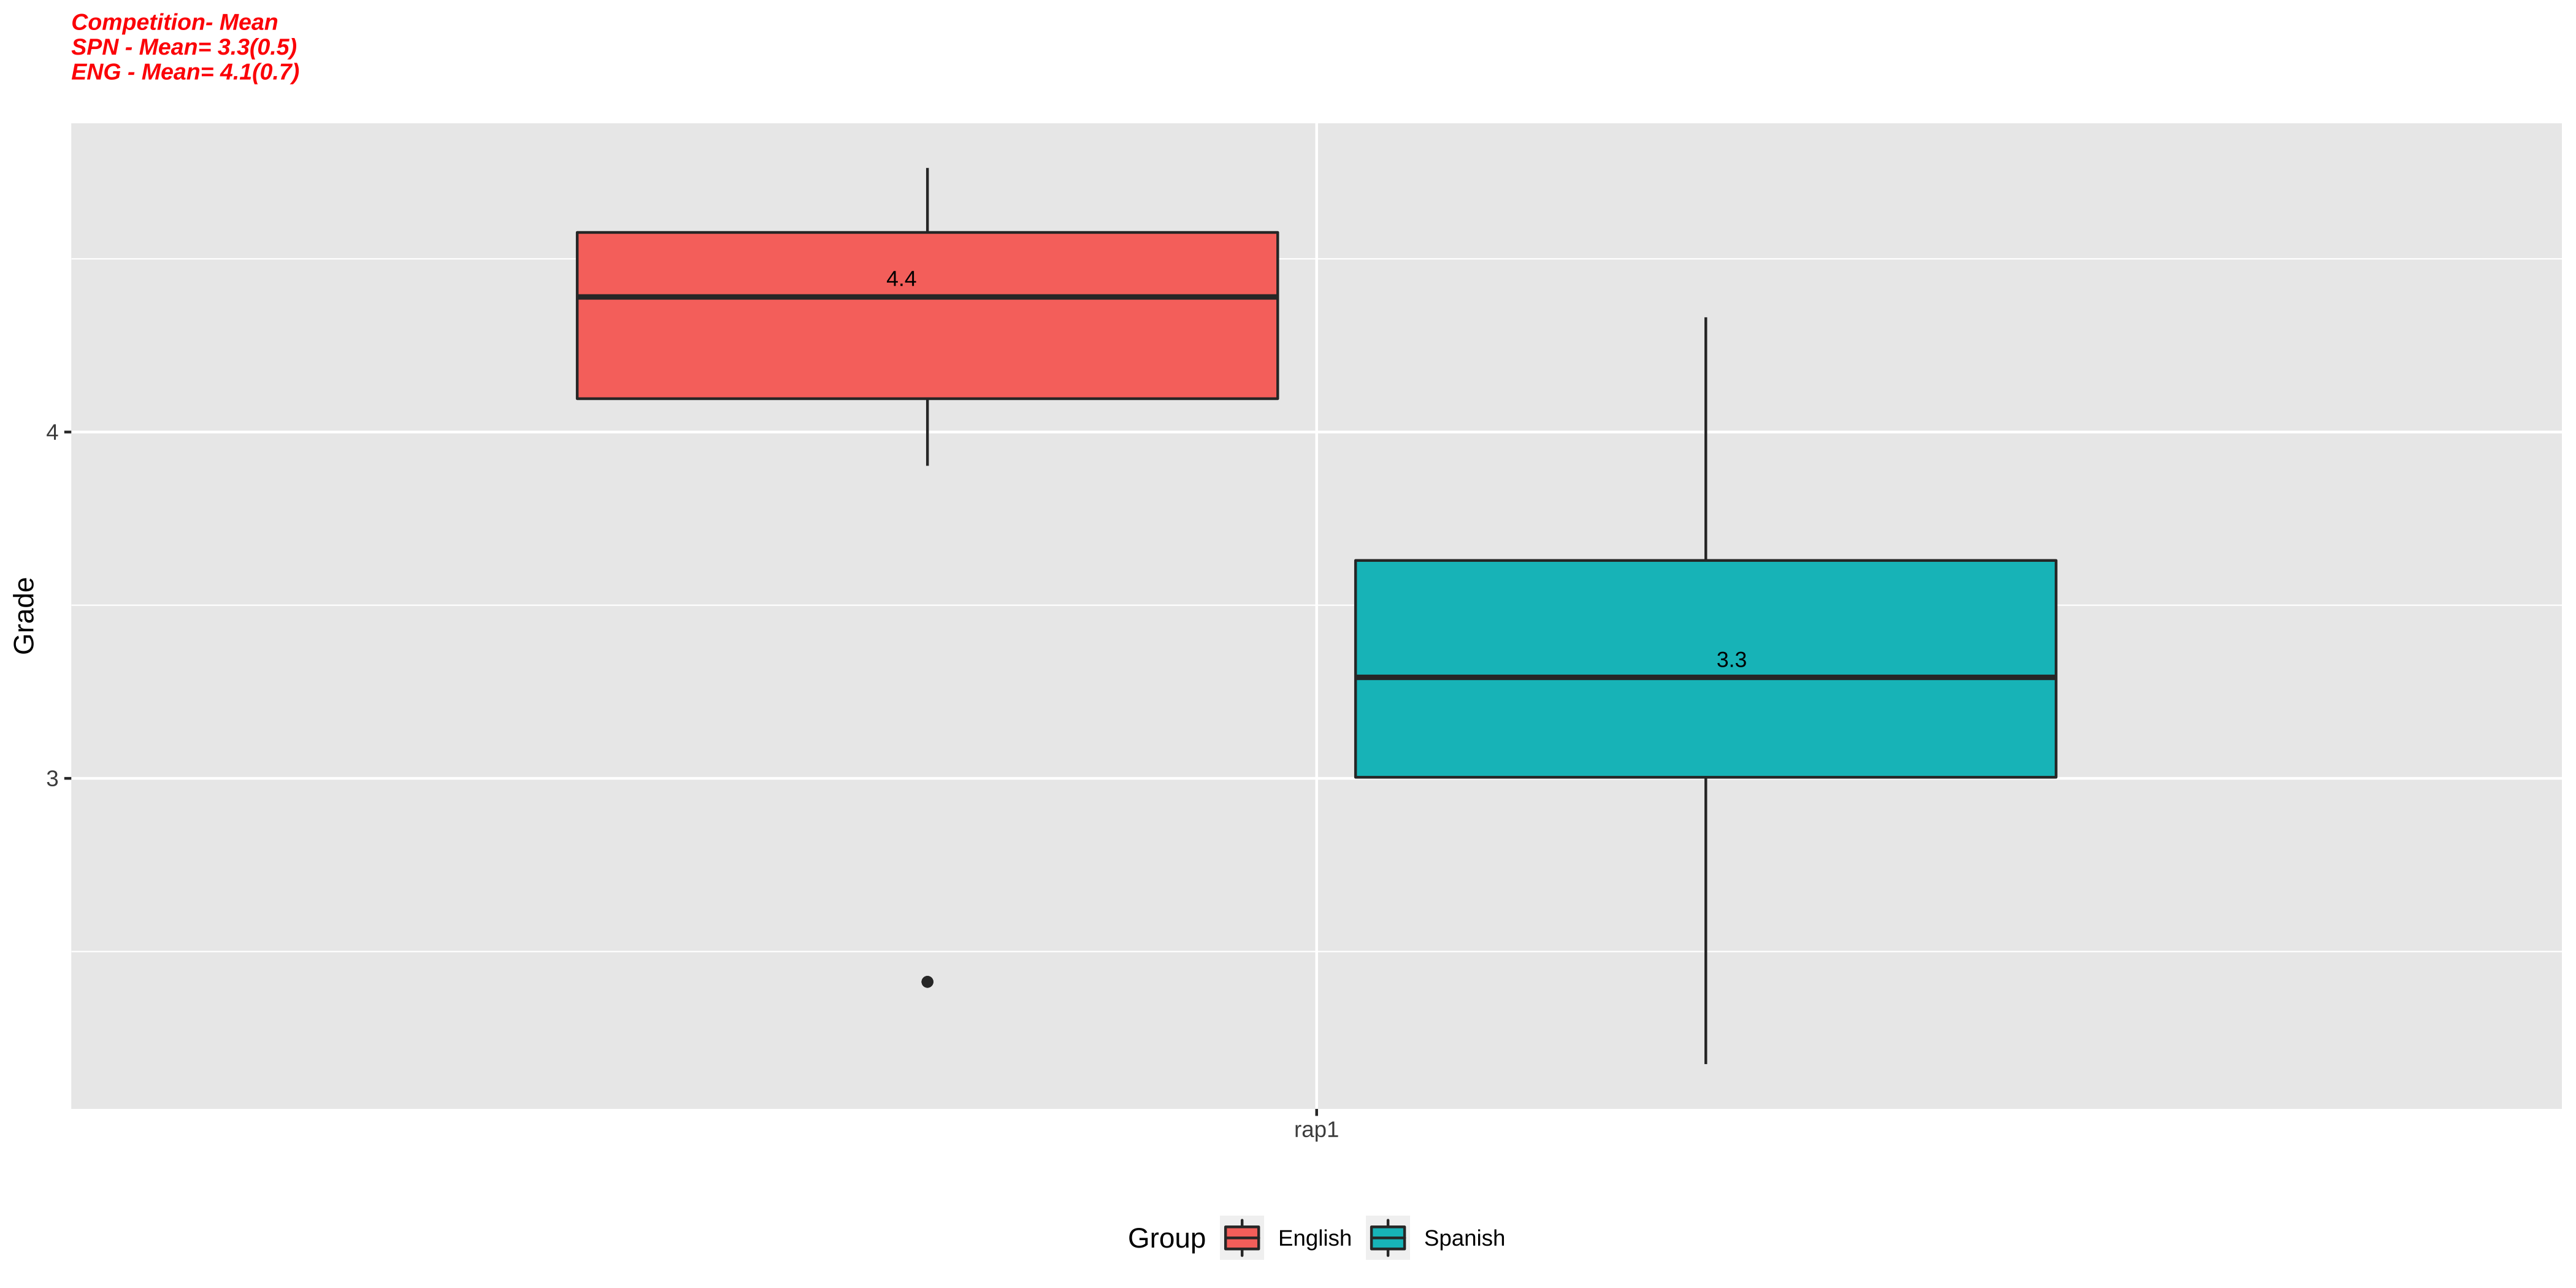 Competition- Mean
SPN - Mean= 3.3(0.5)
ENG - Mean= 4.1(0.7)
4.4
4
Grade
3.3
3
rap1
Group English Spanish